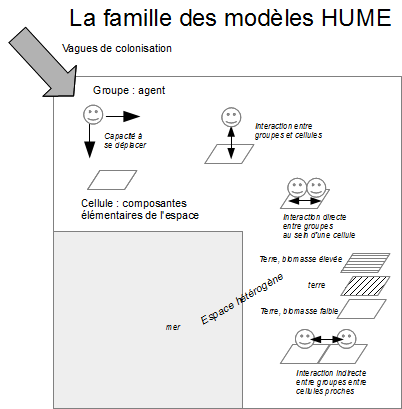 La famille des modèles HUME
Vagues de colonisation
Groupe : agent
Capacité à
se déplacer
Interaction entre
groupes et cellules
Cellule : composantes
élémentaires de l'espace
Interaction directe
entre groupes
au sein d'une cellule
Terre, biomasse élevée
terre
Terre, biomasse faible
Espace hétérogène
mer
Interaction indirecte
entre groupes entre
cellules proches